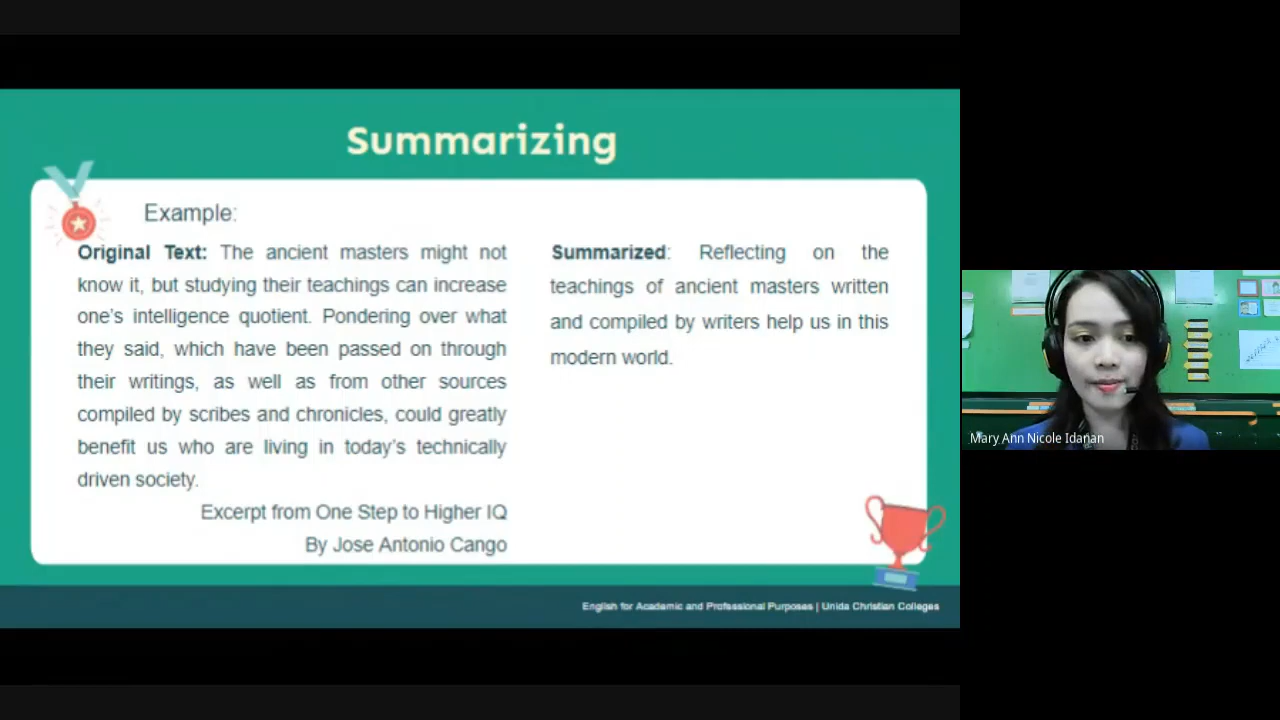 Summarizing
Example:
Original Text: The ancient masters might not
know it, but studying their teachings can increase
one's intelligence quotient. Pondering over what
they said, which have been passed on through
their writings, as well as from other sources
compiled by scribes and chronicles, could greatly
benefit us who are living in today's technically
driven society.
Excerpt from One Step to Higher IQ
By Jose Antonio Cango
Summarized: Reflecting on the
teachings of ancient masters written
and compiled by writers help us in this
modern world.
English for Academic and Professional Purposes | Unida Christian Colleges
Mary Ann Nicole Idanan